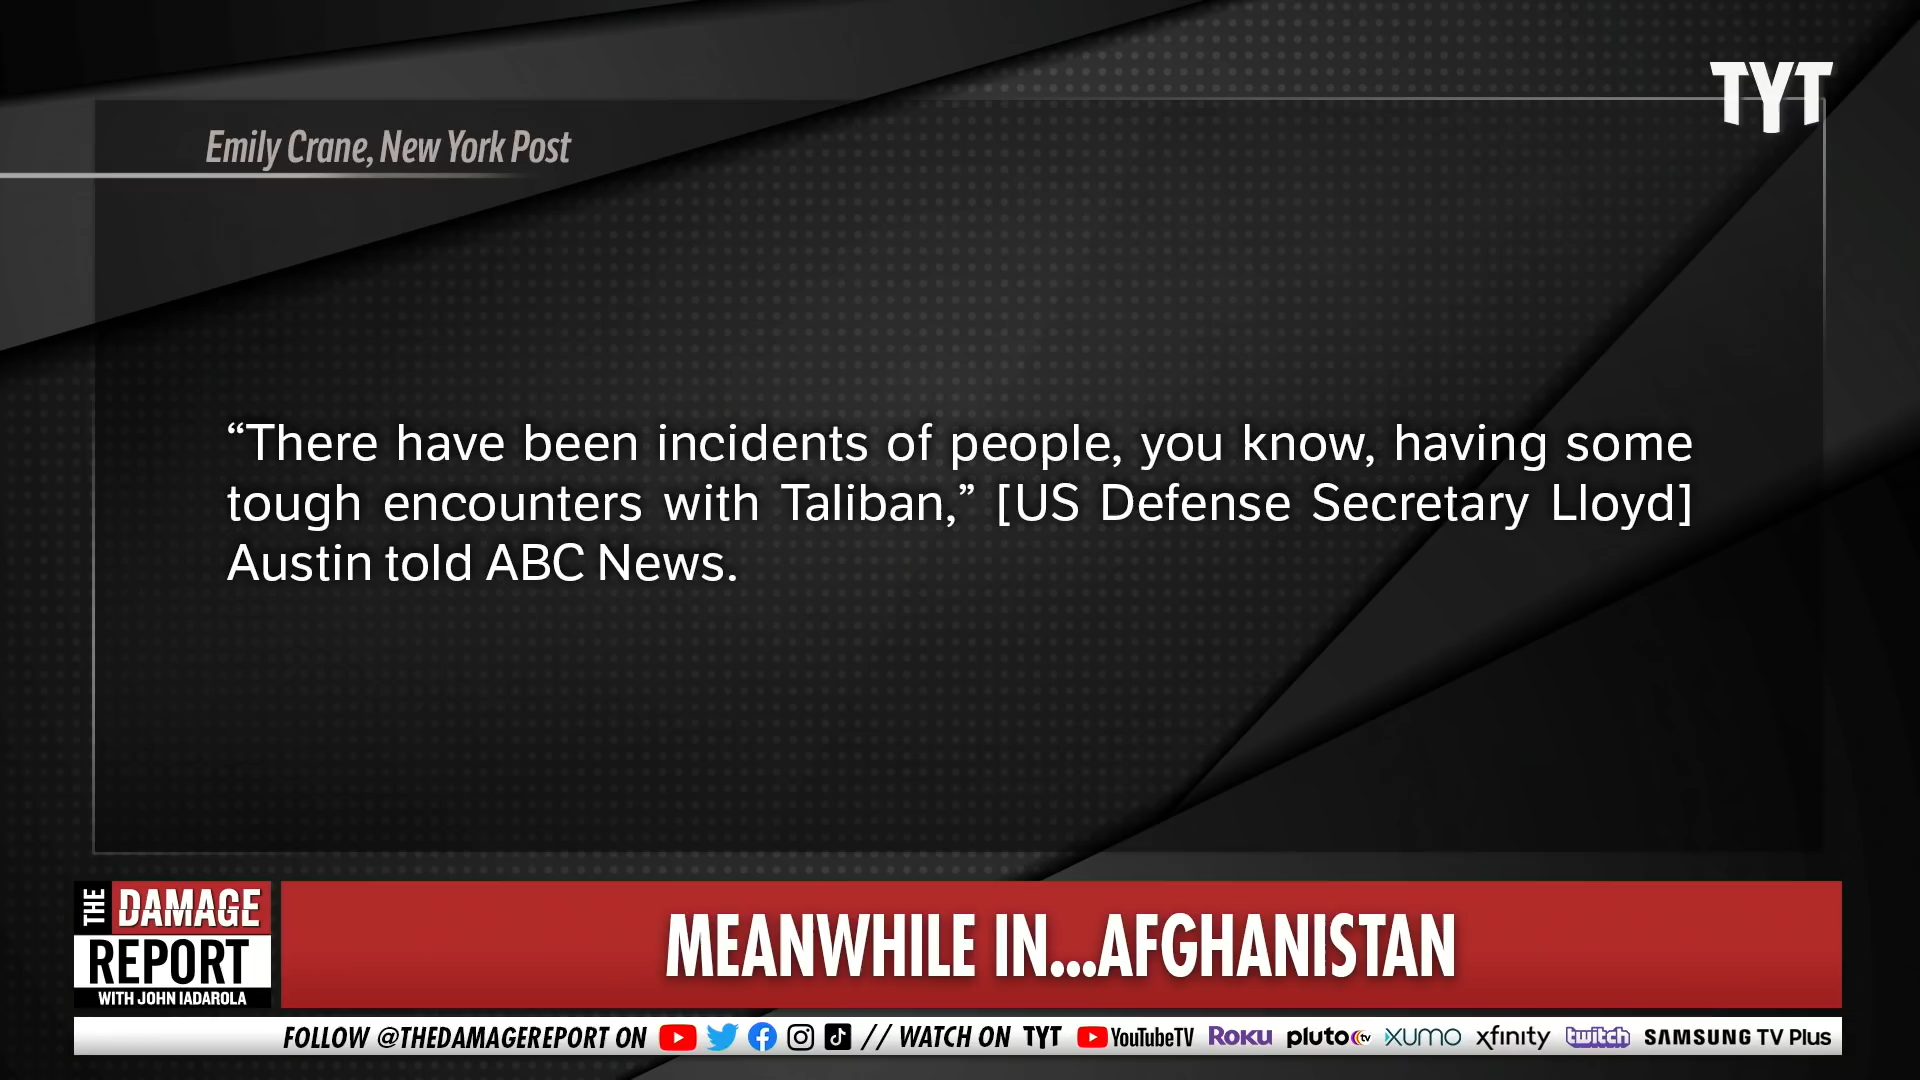 TYT
Emily Crane, New York Post
“There have been incidents of people, you know, having some
tough encounters with Taliban,” [US Defense Secretary Lloyd]
Austin told ABC News.
THE DAMAGE
REPORT
WITH JOHN IADAROLA
MEANWHILE IN...AFGHANISTAN
FOLLOW @THEDAMAGEREPORT ON // WATCH ON TYT YouTubeTV ROKU pluto tv XUMO xfinity twitch SAMSUNG TV Plus